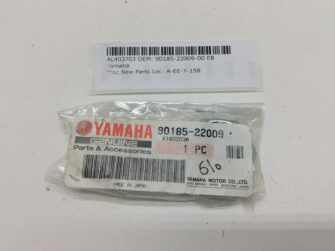 AL403703 OEM: 90185-22009-00 EB
Yamaha
Misc New Parts Loc: A-EE-7-158
YAMAHA
GENUINE
Parts & Accessories
90185-22009
1 PC
610
MADE IN JAPAN
YAMAHA MOTOR CO., LTD.